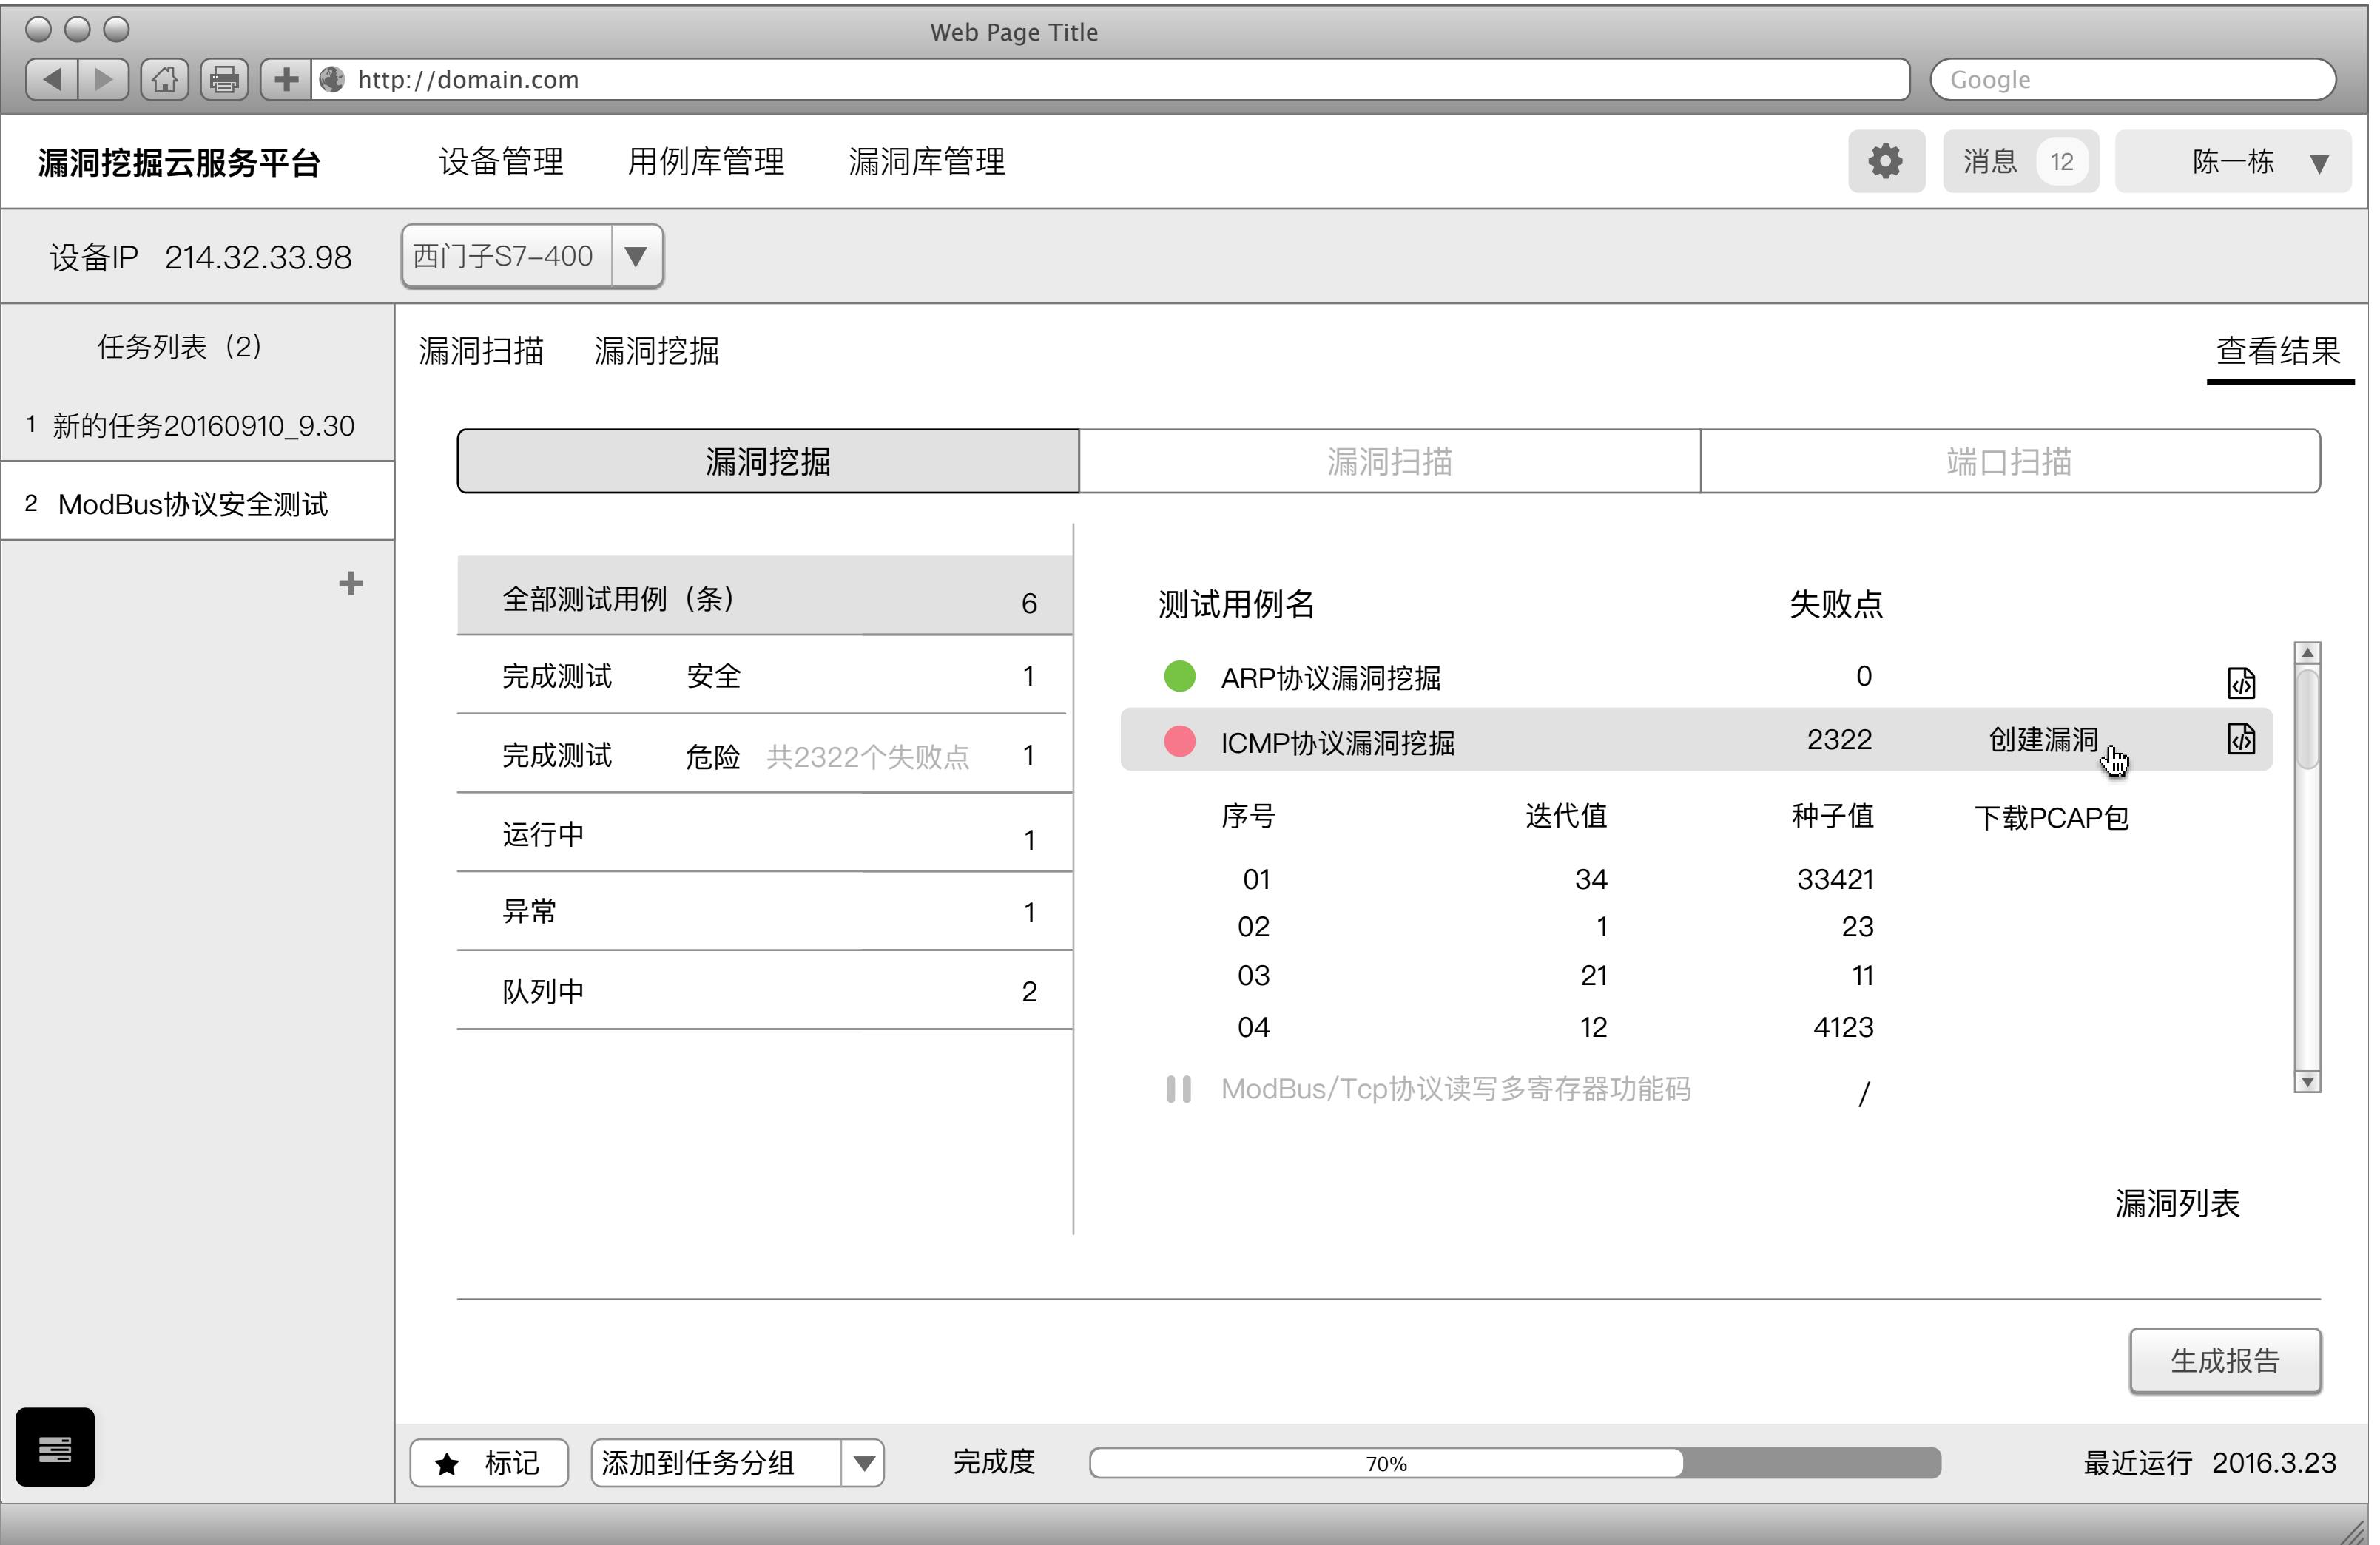 Web Page Title
http://domain.com
Google
漏洞挖掘云服务平台 设备管理 用例库管理 漏洞库管理 消息 12 陈一栋
设备IP 214.32.33.98 西门子S7-400
任务列表（2）
1 新的任务20160910_9.30
2 ModBus协议安全测试
漏洞扫描 漏洞挖掘 查看结果
漏洞挖掘 漏洞扫描 端口扫描
全部测试用例（条） 6
完成测试 安全 1
完成测试 危险 共2322个失败点 1
运行中 1
异常 1
队列中 2
测试用例名 失败点
ARP协议漏洞挖掘 0
ICMP协议漏洞挖掘 2322 创建漏洞
序号 迭代值 种子值 下载PCAP包
01 34 33421
02 1 23
03 21 11
04 12 4123
ModBus/Tcp协议读写多寄存器功能码 /
漏洞列表
生成报告
标记 添加到任务分组 完成度 70% 最近运行 2016.3.23